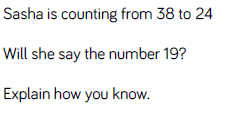 Sasha is counting from 38 to 24
Will she say the number 19?
Explain how you know.